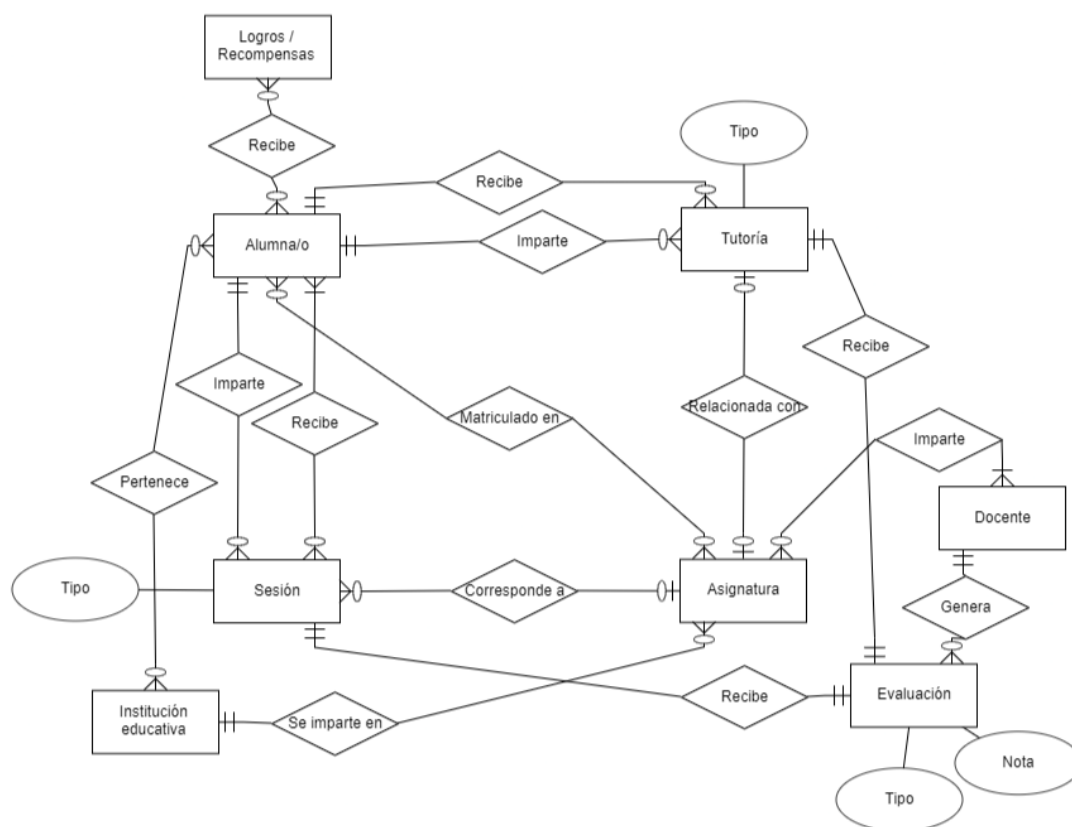 Logros /
Recompensas
Recibe
Tipo
Recibe
Alumna/o
Imparte
Tutoría
Recibe
Imparte
Relacionada con
Matriculado en
Recibe
Imparte
Pertenece
Docente
Tipo
Sesión
Corresponde a
Asignatura
Genera
Institución
educativa
Se imparte en
Recibe
Evaluación
Nota
Tipo